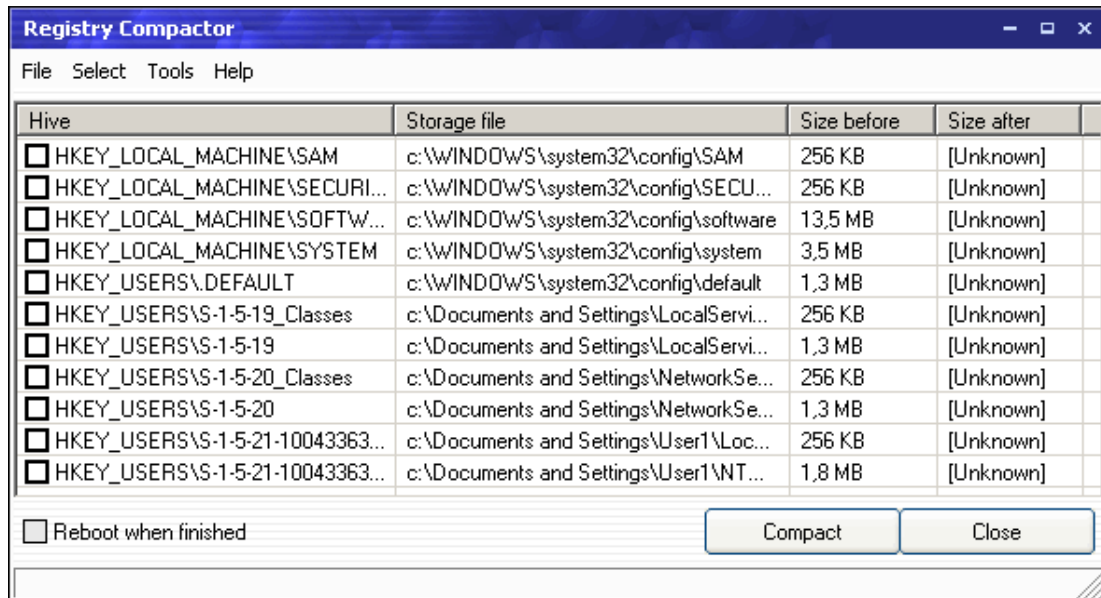 Registry Compactor
File Select Tools Help
Hive Storage file Size before Size after
HKEY_LOCAL_MACHINE\SAM c:\WINDOWS\system32\config\SAM 256 KB [Unknown]
HKEY_LOCAL_MACHINE\SECURI... c:\WINDOWS\system32\config\SECU... 256 KB [Unknown]
HKEY_LOCAL_MACHINE\SOFTW... c:\WINDOWS\system32\config\software 13,5 MB [Unknown]
HKEY_LOCAL_MACHINE\SYSTEM c:\WINDOWS\system32\config\system 3,5 MB [Unknown]
HKEY_USERS\.DEFAULT c:\WINDOWS\system32\config\default 1,3 MB [Unknown]
HKEY_USERS\S-1-5-19_Classes c:\Documents and Settings\LocalServi... 256 KB [Unknown]
HKEY_USERS\S-1-5-19 c:\Documents and Settings\LocalServi... 1,3 MB [Unknown]
HKEY_USERS\S-1-5-20_Classes c:\Documents and Settings\NetworkSe... 256 KB [Unknown]
HKEY_USERS\S-1-5-20 c:\Documents and Settings\NetworkSe... 1,3 MB [Unknown]
HKEY_USERS\S-1-5-21-10043363... c:\Documents and Settings\User1\Loc... 256 KB [Unknown]
HKEY_USERS\S-1-5-21-10043363... c:\Documents and Settings\User1\NT... 1,8 MB [Unknown]
Reboot when finished Compact Close